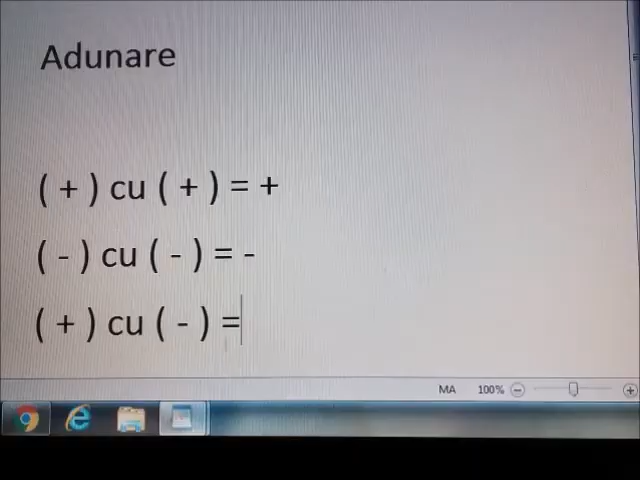 Adunare
( + ) cu ( + ) = +
( - ) cu ( - ) = -
( + ) cu ( - ) =
MA 100%